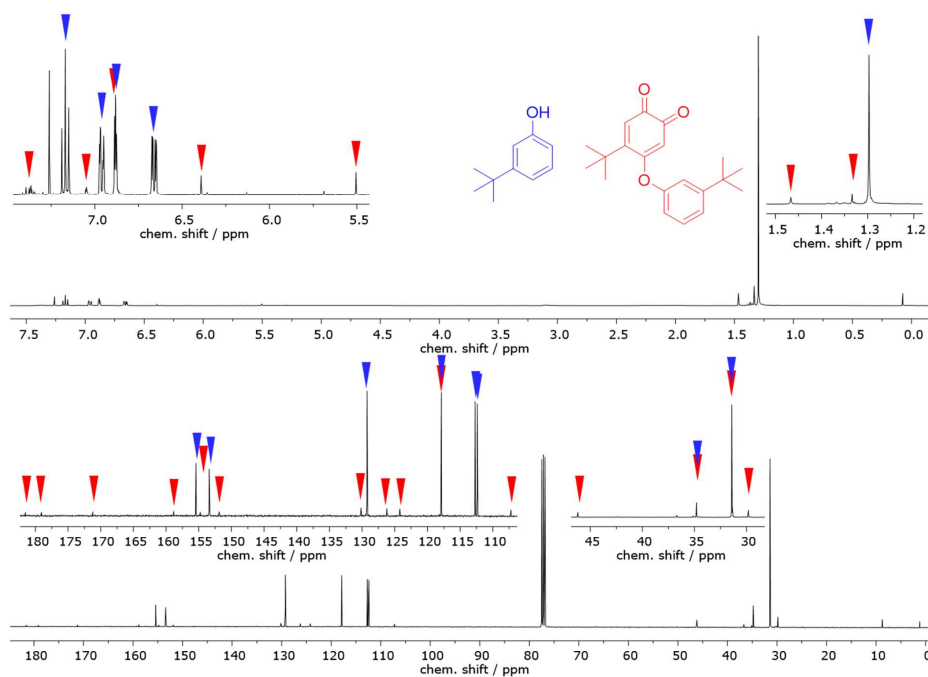 OH
O
O
O
7.0 6.5 6.0 5.5
chem. shift / ppm
1.5 1.4 1.3 1.2
chem. shift / ppm
7.5 7.0 6.5 6.0 5.5 5.0 4.5 4.0 3.5 3.0 2.5 2.0 1.5 1.0 0.5 0.0
chem. shift / ppm
180 175 170 165 160 155 150 145 140 135 130 125 120 115 110
chem. shift / ppm
45 40 35 30
chem. shift / ppm
180 170 160 150 140 130 120 110 100 90 80 70 60 50 40 30 20 10 0
chem. shift / ppm